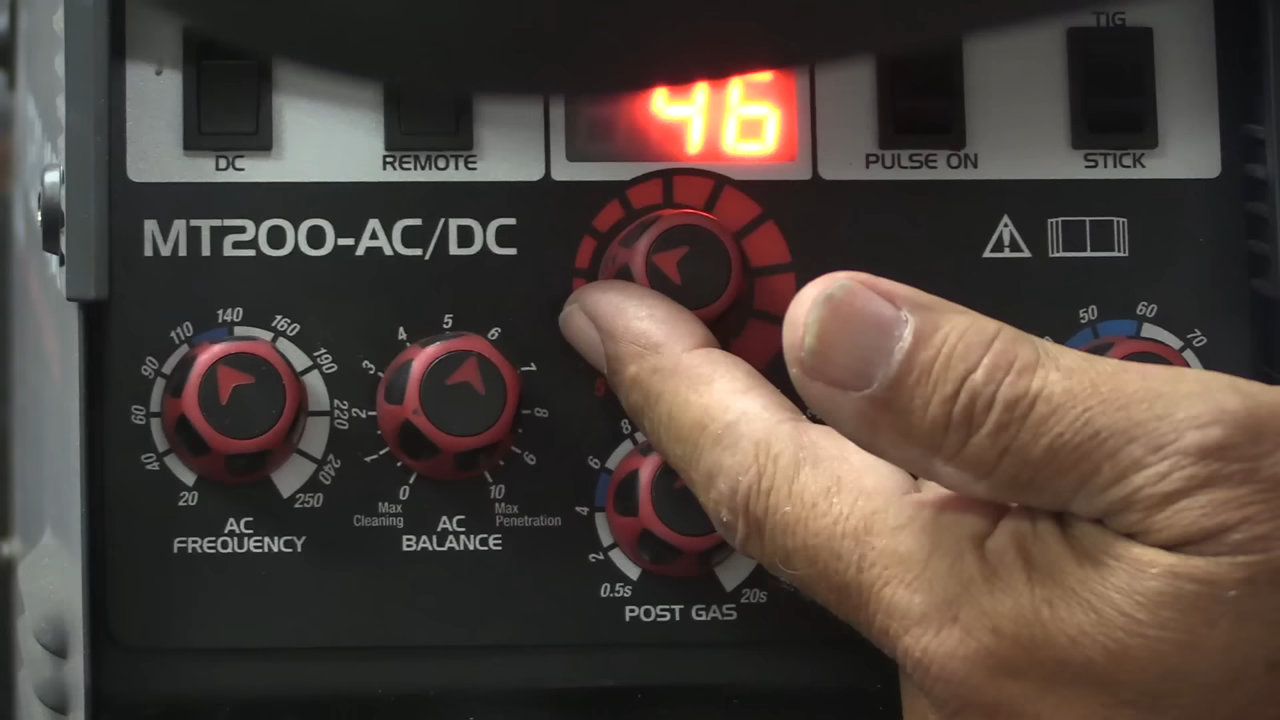 TIG
46
DC
REMOTE
PULSE ON
STICK
MT200-AC/DC
20
40
60
90
110
140
160
190
220
240
250
AC
FREQUENCY
0
1
2
3
4
5
6
7
8
9
10
Max
Cleaning
Max
Penetration
AC
BALANCE
5
0.5s
2
4
6
8
20s
POST GAS
50
60
70